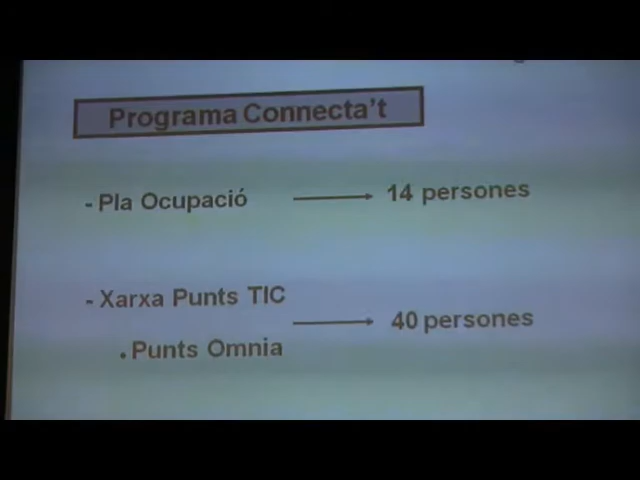 Programa Connecta't
- Pla Ocupació → 14 persones
- Xarxa Punts TIC
→ 40 persones
. Punts Omnia